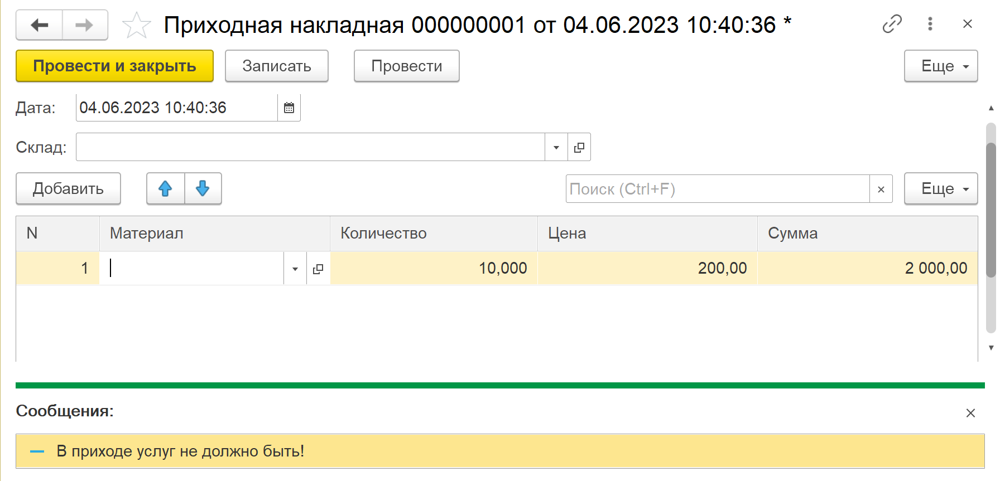 Приходная накладная 000000001 от 04.06.2023 10:40:36 *
Провести и закрыть Записать Провести Еще
Дата: 04.06.2023 10:40:36
Склад:
Добавить Поиск (Ctrl+F) × Еще
N Материал Количество Цена Сумма
1 10,000 200,00 2 000,00
Сообщения:
В приходе услуг не должно быть!